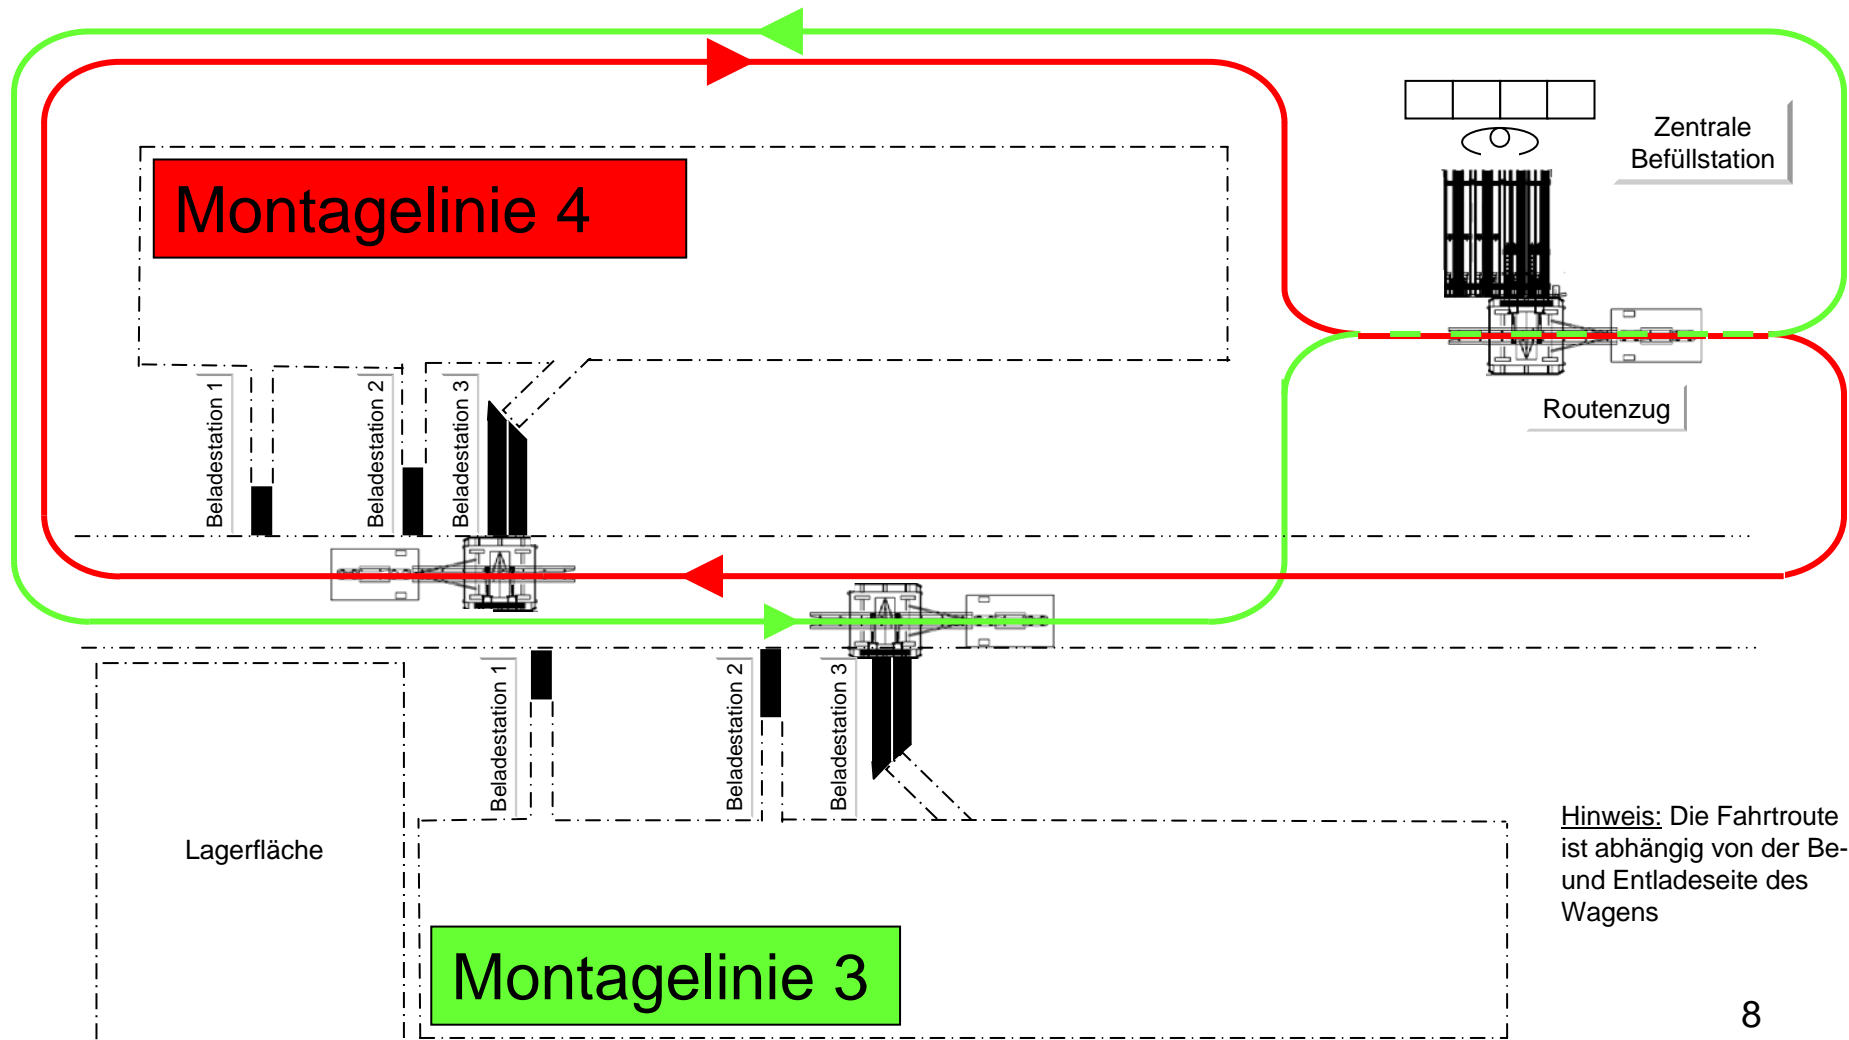 Zentrale
Befüllstation
Montagelinie 4
Routenzug
Beladestation 1
Beladestation 2
Beladestation 3
Beladestation 1
Beladestation 2
Beladestation 3
Lagerfläche
Hinweis: Die Fahrtroute
ist abhängig von der Be-
und Entladeseite des
Wagens
Montagelinie 3
8